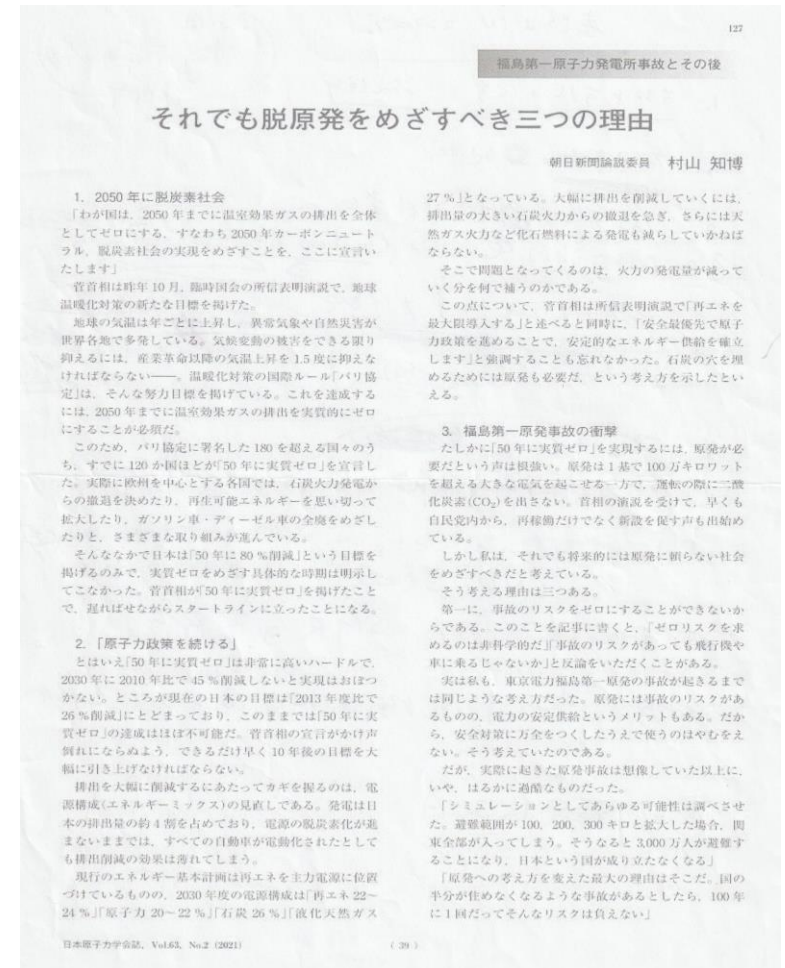 127
福島第一原子力発電所事故とその後
それでも脱原発をめざすべき三つの理由
朝日新聞論説委員 村山 知博
1. 2050 年に脱炭素社会
「わが国は，2050 年までに温室効果ガスの排出を全体
としてゼロにする，すなわち 2050 年カーボンニュート
ラル，脱炭素社会の実現をめざすことを，ここに宣言い
たします」
菅首相は昨年 10 月，臨時国会の所信表明演説で，地球
温暖化対策の新たな目標を掲げた。
地球の気温は年ごとに上昇し，異常気象や自然災害が
世界各地で多発している。気候変動の被害をできる限り
抑えるには，産業革命以降の気温上昇を 1.5 度に抑えな
ければならない――。温暖化対策の国際ルール「パリ協
定」は，そんな努力目標を掲げている。これを達成する
には，2050 年までに温室効果ガスの排出を実質的にゼロ
にすることが必須だ。
このため，パリ協定に署名した 180 を超える国々のう
ち，すでに 120 か国ほどが「50 年に実質ゼロ」を宣言し
た。実際に欧州を中心とする各国では，石炭火力発電か
らの撤退を決めたり，再生可能エネルギーを思い切って
拡大したり，ガソリン車・ディーゼル車の全廃をめざし
たりと，さまざまな取り組みが進んでいる。
そんななかで日本は「50 年に 80 %削減」という目標を
掲げるのみで，実質ゼロをめざす具体的な時期は明示し
てこなかった。菅首相が「50 年に実質ゼロ」を掲げたこと
で，遅ればせながらスタートラインに立ったことになる。
2. 「原子力政策を続ける」
とはいえ「50 年に実質ゼロ」は非常に高いハードルで，
2030 年に 2010 年比で 45 %削減しないと実現はおぼつ
かない。ところが現在の日本の目標は「2013 年度比で
26 %削減」にとどまっており，このままでは「50 年に実
質ゼロ」の達成はほぼ不可能だ。菅首相の宣言がかけ声
倒れにならぬよう，できるだけ早く 10 年後の目標を大
幅に引き上げなければならない。
排出を大幅に削減するにあたってカギを握るのは，電
源構成(エネルギーミックス)の見直しである。発電は日
本の排出量の約 4 割を占めており，電源の脱炭素化が進
まないままでは，すべての自動車が電動化されたとして
も排出削減の効果は薄れてしまう。
現行のエネルギー基本計画は再エネを主力電源に位置
づけているものの，2030 年度の電源構成は「再エネ 22〜
24 %」「原子力 20〜22 %」「石炭 26 %」「液化天然ガス
27 %」となっている。大幅に排出を削減していくには，
排出量の大きい石炭火力からの撤退を急ぎ，さらには天
然ガス火力など化石燃料による発電も減らしていかねば
ならない。
そこで問題となってくるのは，火力の発電量が減って
いく分を何で補うのかである。
この点について，菅首相は所信表明演説で「再エネを
最大限導入する」と述べると同時に，「安全最優先で原子
力政策を進めることで，安定的なエネルギー供給を確立
します」と強調することも忘れなかった。石炭の穴を埋
めるためには原発も必要だ，という考え方を示したとい
える。
3. 福島第一原発事故の衝撃
たしかに「50 年に実質ゼロ」を実現するには，原発が必
要だという声は根強い。原発は 1 基で 100 万キロワット
を超える大きな電気を起こせる一方で，運転の際に二酸
化炭素(CO₂)を出さない。首相の演説を受けて，早くも
自民党内から，再稼働だけでなく新設を促す声も出始め
ている。
しかし私は，それでも将来的には原発に頼らない社会
をめざすべきだと考えている。
そう考える理由は三つある。
第一に，事故のリスクをゼロにすることができないか
らである。このことを記事に書くと，「ゼロリスクを求
めるのは非科学的だ」「事故のリスクがあっても飛行機や
車に乗るじゃないか」と反論をいただくことがある。
実は私も，東京電力福島第一原発の事故が起きるまで
は同じような考え方だった。原発には事故のリスクがあ
るものの，電力の安定供給というメリットもある。だか
ら，安全対策に万全をつくしたうえで使うのはやむをえ
ない。そう考えていたのである。
だが，実際に起きた原発事故は想像していた以上に，
いや，はるかに過酷なものだった。
「シミュレーションとしてあらゆる可能性は調べさせ
た。避難範囲が 100，200，300 キロと拡大した場合，関
東全部が入ってしまう。そうなると 3,000 万人が避難す
ることになり，日本という国が成り立たなくなる」
「原発への考え方を変えた最大の理由はそこだ。国の
半分が住めなくなるような事故があるとしたら，100 年
に 1 回だってそんなリスクは負えない」
日本原子力学会誌，Vol.63，No.2 (2021)
( 39 )